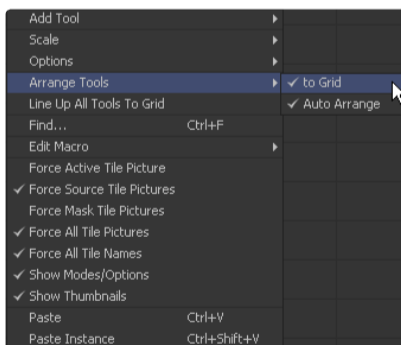 Add Tool
Scale
Options
Arrange Tools
to Grid
Line Up All Tools To Grid
Auto Arrange
Find... Ctrl+F
Edit Macro
Force Active Tile Picture
Force Source Tile Pictures
Force Mask Tile Pictures
Force All Tile Pictures
Force All Tile Names
Show Modes/Options
Show Thumbnails
Paste Ctrl+V
Paste Instance Ctrl+Shift+V